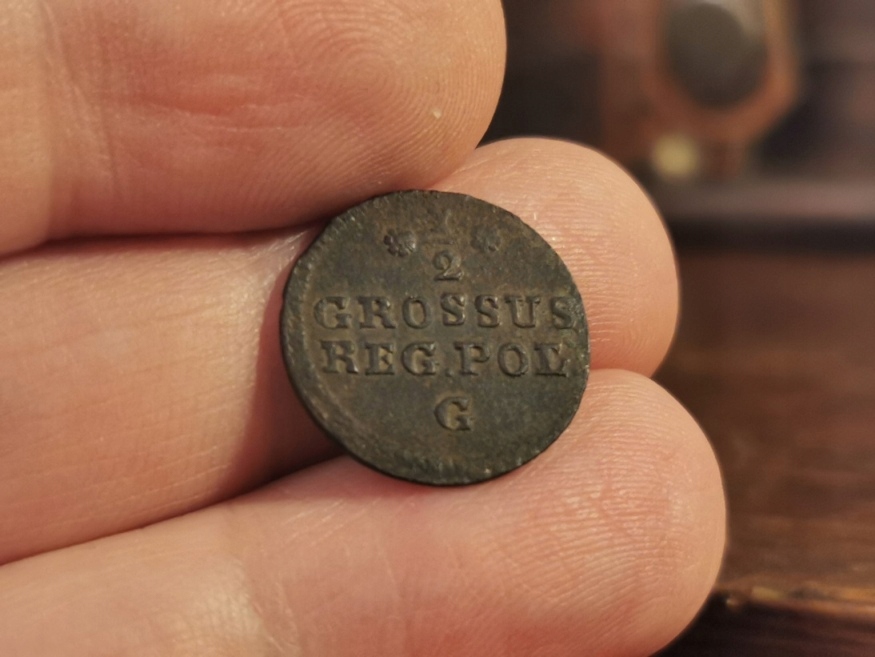 1/2
GROSSUS
REG.POL
G